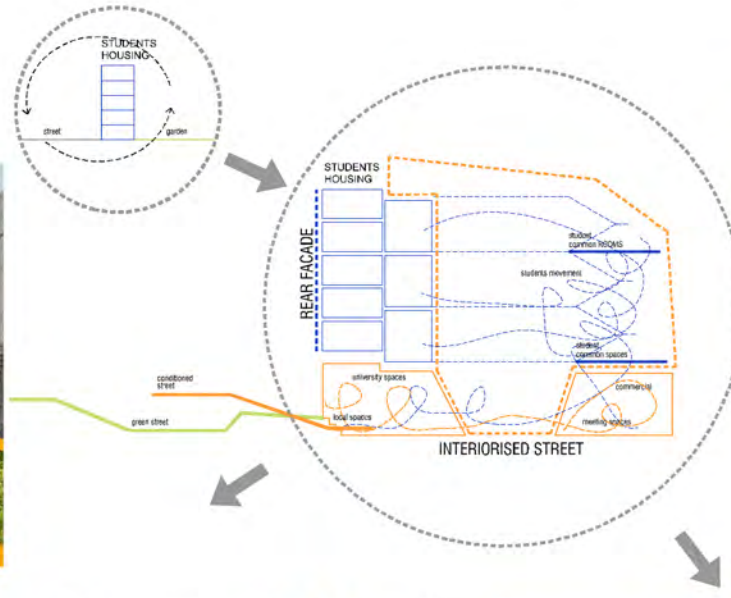 STUDENTS
HOUSING
street
garden
STUDENTS
HOUSING
REAR FACADE
student
common ROOMS
students movement
student
common spaces
conditioned
street
university spaces
commercial
green street
local spaces
meeting spaces
INTERIORISED STREET